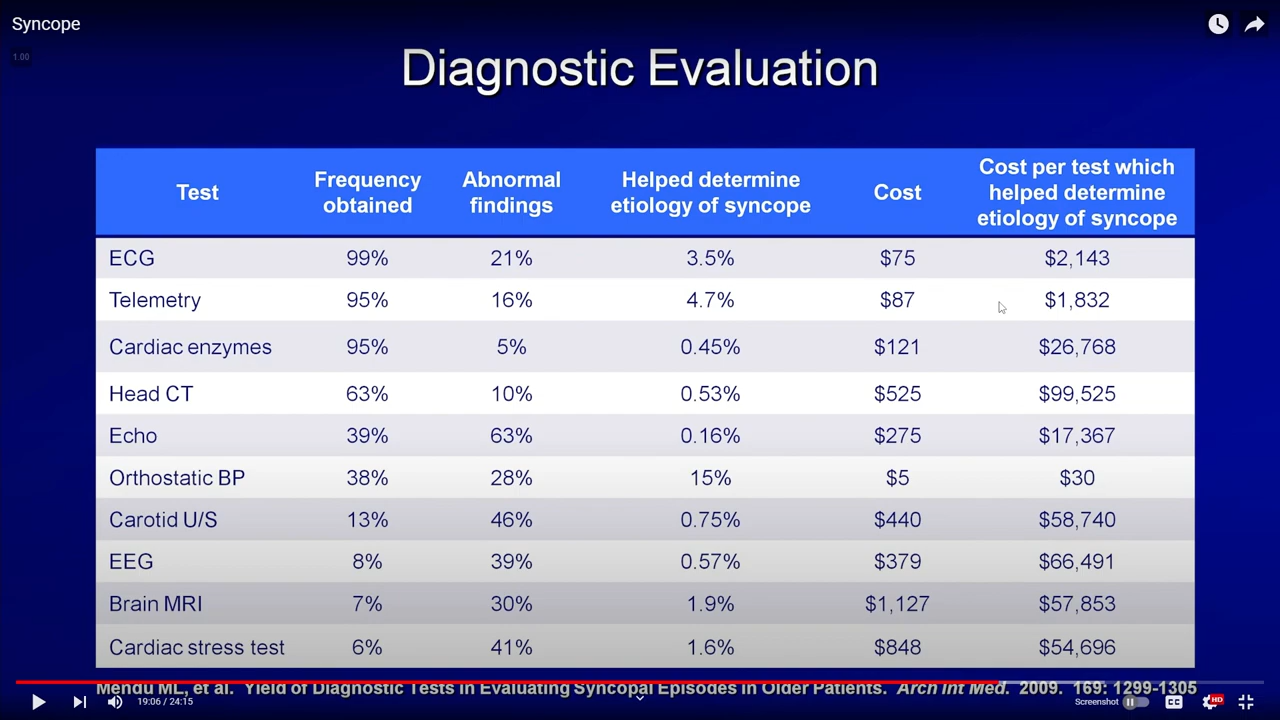 Syncope
1.00
Diagnostic Evaluation
Test Frequency obtained Abnormal findings Helped determine etiology of syncope Cost Cost per test which helped determine etiology of syncope
ECG 99% 21% 3.5% $75 $2,143
Telemetry 95% 16% 4.7% $87 $1,832
Cardiac enzymes 95% 5% 0.45% $121 $26,768
Head CT 63% 10% 0.53% $525 $99,525
Echo 39% 63% 0.16% $275 $17,367
Orthostatic BP 38% 28% 15% $5 $30
Carotid U/S 13% 46% 0.75% $440 $58,740
EEG 8% 39% 0.57% $379 $66,491
Brain MRI 7% 30% 1.9% $1,127 $57,853
Cardiac stress test 6% 41% 1.6% $848 $54,696
Mendu ML, et al. Yield of Diagnostic Tests in Evaluating Syncopal Episodes in Older Patients. Arch Int Med. 2009. 169: 1299-1305
19:06 / 24:15 Screenshot CC HD